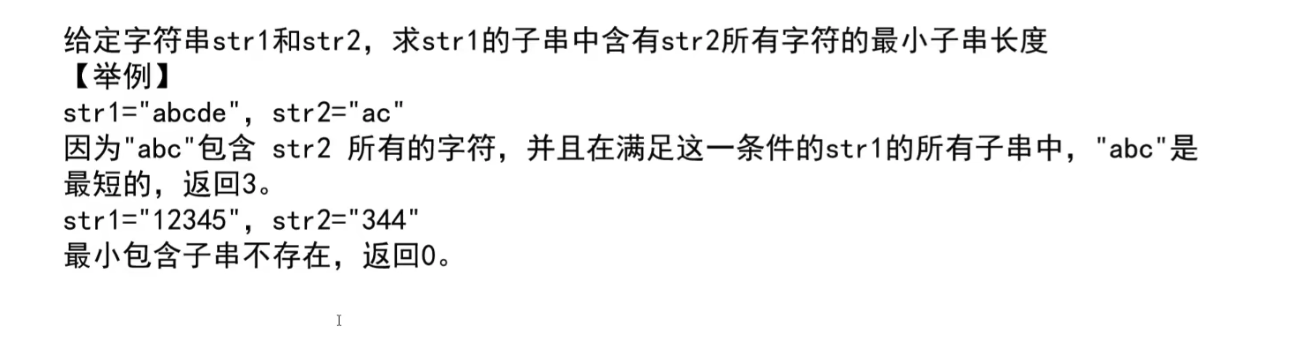 给定字符串str1和str2，求str1的子串中含有str2所有字符的最小子串长度
【举例】
str1="abcde"，str2="ac"
因为"abc"包含 str2 所有的字符，并且在满足这一条件的str1的所有子串中，"abc"是
最短的，返回3。
str1="12345"，str2="344"
最小包含子串不存在，返回0。